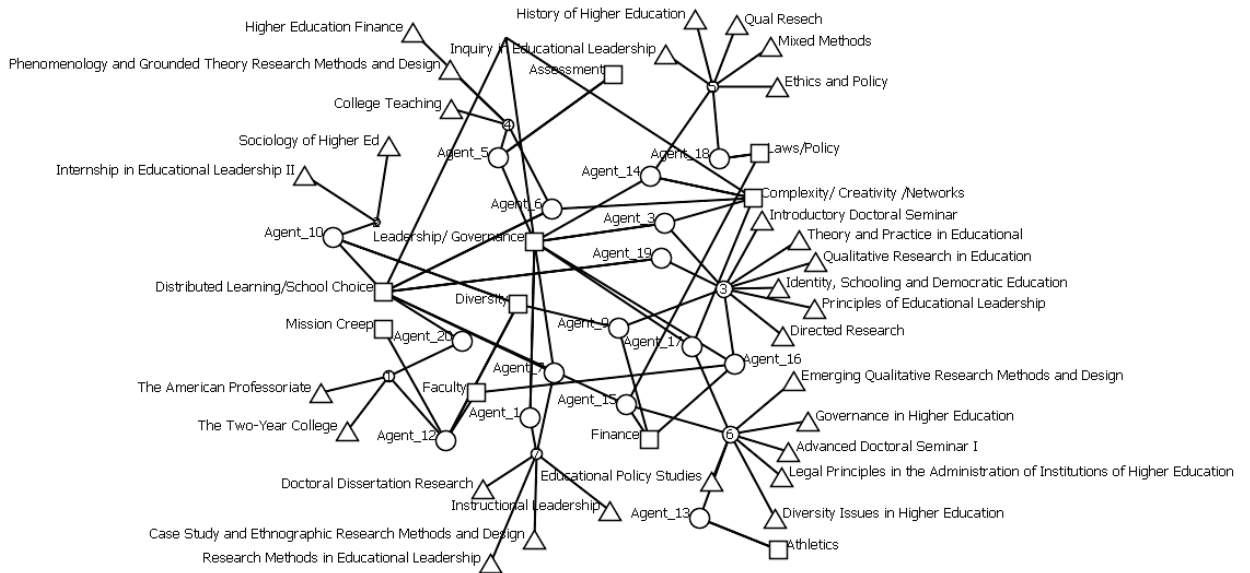 History of Higher Education
Qual Resech
Higher Education Finance
Mixed Methods
Inquiry in Educational Leadership
Phenomenology and Grounded Theory Research Methods and Design
Assessment
Ethics and Policy
5
College Teaching
4
Sociology of Higher Ed
Agent_5
Agent_18
Laws/Policy
Internship in Educational Leadership II
Agent_14
Complexity/ Creativity /Networks
Agent_6
Introductory Doctoral Seminar
2
Agent_3
Agent_10
Leadership/ Governance
Theory and Practice in Educational
Agent_19
Qualitative Research in Education
Distributed Learning/School Choice
3
Identity, Schooling and Democratic Education
Diversity
Principles of Educational Leadership
Mission Creep
Agent_9
Directed Research
Agent_20
Agent_17
Agent_16
1
Agent_7
Emerging Qualitative Research Methods and Design
The American Professoriate
Faculty
Agent_15
Agent_1
Governance in Higher Education
The Two-Year College
Agent_12
Finance
6
Advanced Doctoral Seminar I
7
Educational Policy Studies
Legal Principles in the Administration of Institutions of Higher Education
Doctoral Dissertation Research
Instructional Leadership
Agent_13
Diversity Issues in Higher Education
Case Study and Ethnographic Research Methods and Design
Athletics
Research Methods in Educational Leadership